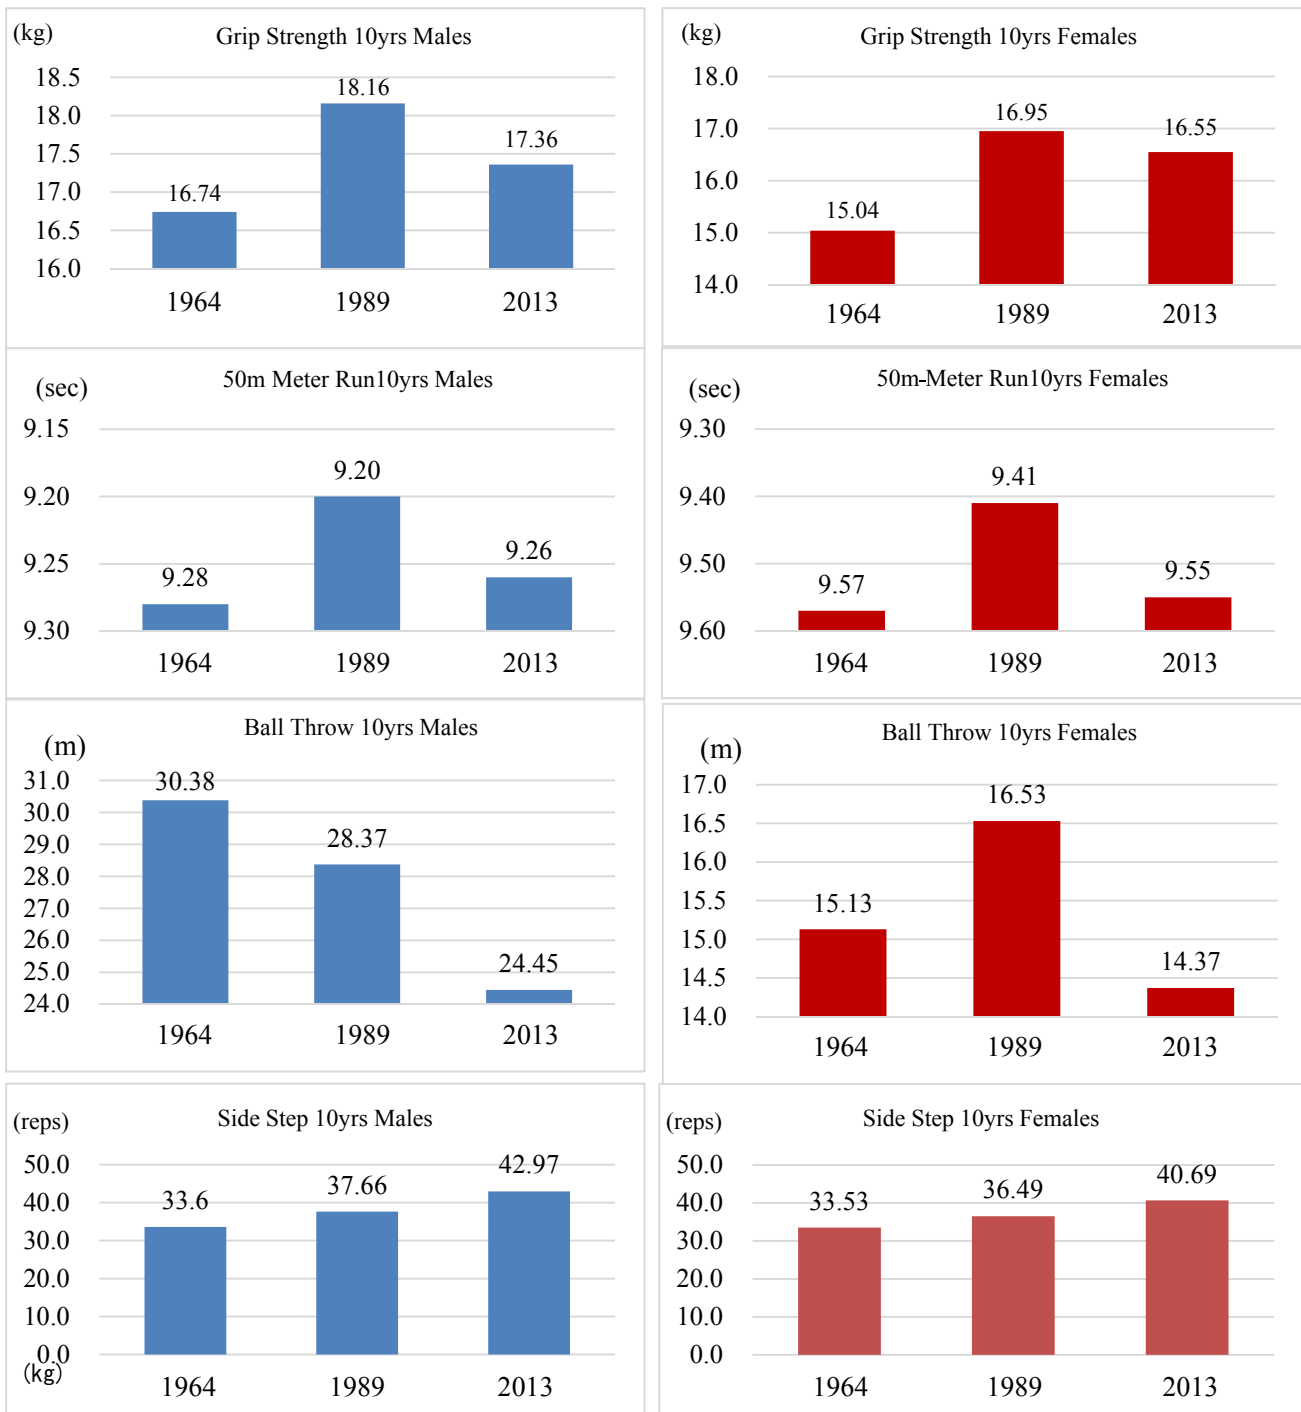 (kg)
Grip Strength 10yrs Males
18.5
18.0
17.5
17.0
16.5
16.0
16.74
18.16
17.36
1964 1989 2013
(kg)
Grip Strength 10yrs Females
18.0
17.0
16.0
15.0
14.0
15.04
16.95
16.55
1964 1989 2013
(sec)
50m Meter Run10yrs Males
9.15
9.20
9.25
9.30
9.28
9.20
9.26
1964 1989 2013
(sec)
50m-Meter Run10yrs Females
9.30
9.40
9.50
9.60
9.57
9.41
9.55
1964 1989 2013
(m)
Ball Throw 10yrs Males
31.0
30.0
29.0
28.0
27.0
26.0
25.0
24.0
30.38
28.37
24.45
1964 1989 2013
(m)
Ball Throw 10yrs Females
17.0
16.5
16.0
15.5
15.0
14.5
14.0
15.13
16.53
14.37
1964 1989 2013
(reps)
Side Step 10yrs Males
50.0
40.0
30.0
20.0
10.0
0.0
(kg)
33.6
37.66
42.97
1964 1989 2013
(reps)
Side Step 10yrs Females
50.0
40.0
30.0
20.0
10.0
0.0
33.53
36.49
40.69
1964 1989 2013